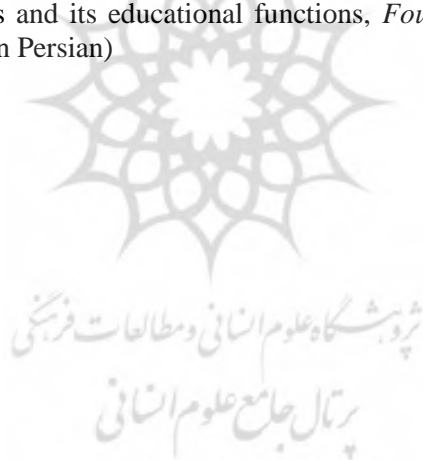 s and its educational functions, Fou
n Persian)
پژوهشگاه علوم انسانی و مطالعات فرهنگی
پرتال جامع علوم انسانی